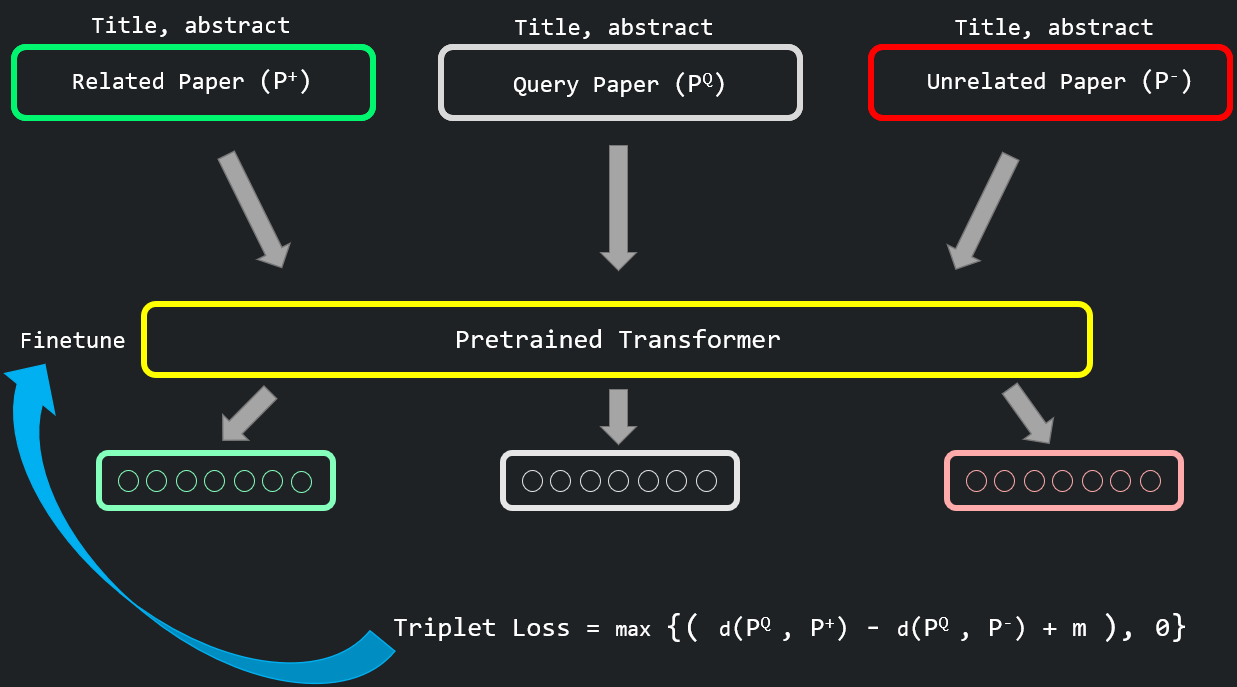 Title, abstract
Title, abstract
Title, abstract
Related Paper (P⁺)
Query Paper (P^Q)
Unrelated Paper (P⁻)
Finetune
Pretrained Transformer
Triplet Loss = max {( d(P^Q , P⁺) - d(P^Q , P⁻) + m ), 0}